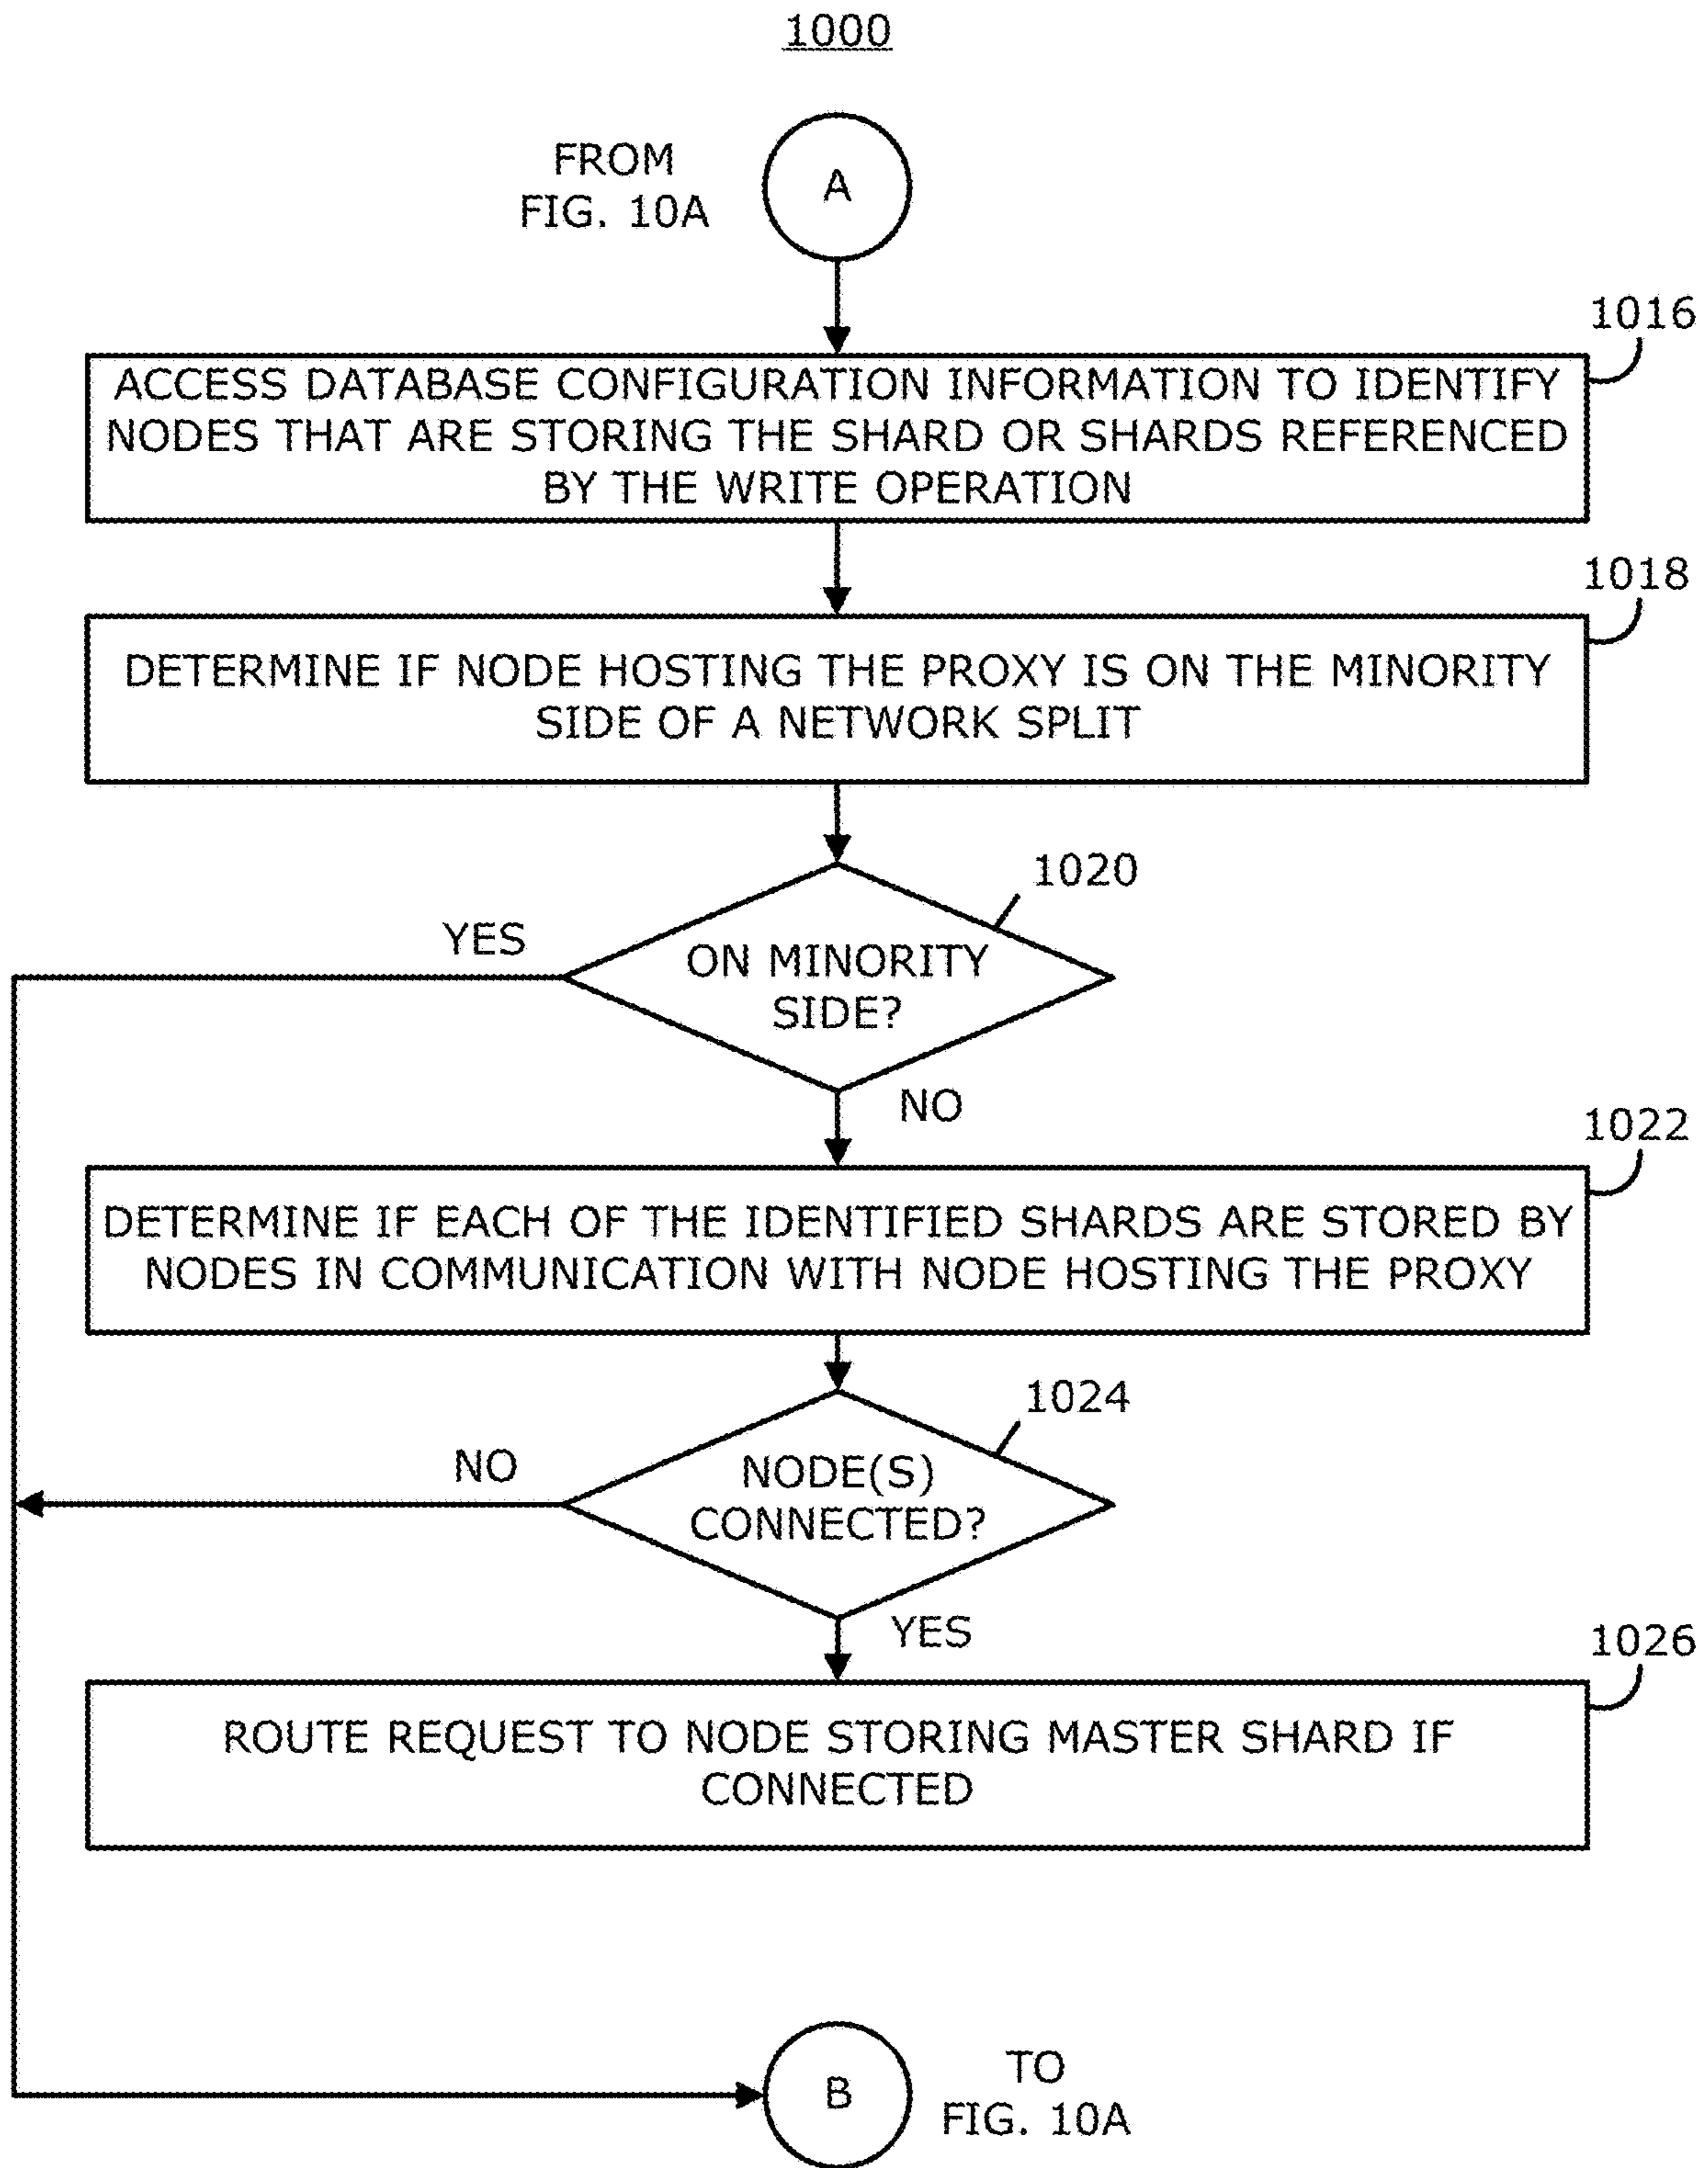 1000
FROM
FIG. 10A
A
1016
ACCESS DATABASE CONFIGURATION INFORMATION TO IDENTIFY
NODES THAT ARE STORING THE SHARD OR SHARDS REFERENCED
BY THE WRITE OPERATION
1018
DETERMINE IF NODE HOSTING THE PROXY IS ON THE MINORITY
SIDE OF A NETWORK SPLIT
1020
YES
ON MINORITY
SIDE?
NO
1022
DETERMINE IF EACH OF THE IDENTIFIED SHARDS ARE STORED BY
NODES IN COMMUNICATION WITH NODE HOSTING THE PROXY
1024
NO
NODE(S)
CONNECTED?
YES
1026
ROUTE REQUEST TO NODE STORING MASTER SHARD IF
CONNECTED
B
TO
FIG. 10A